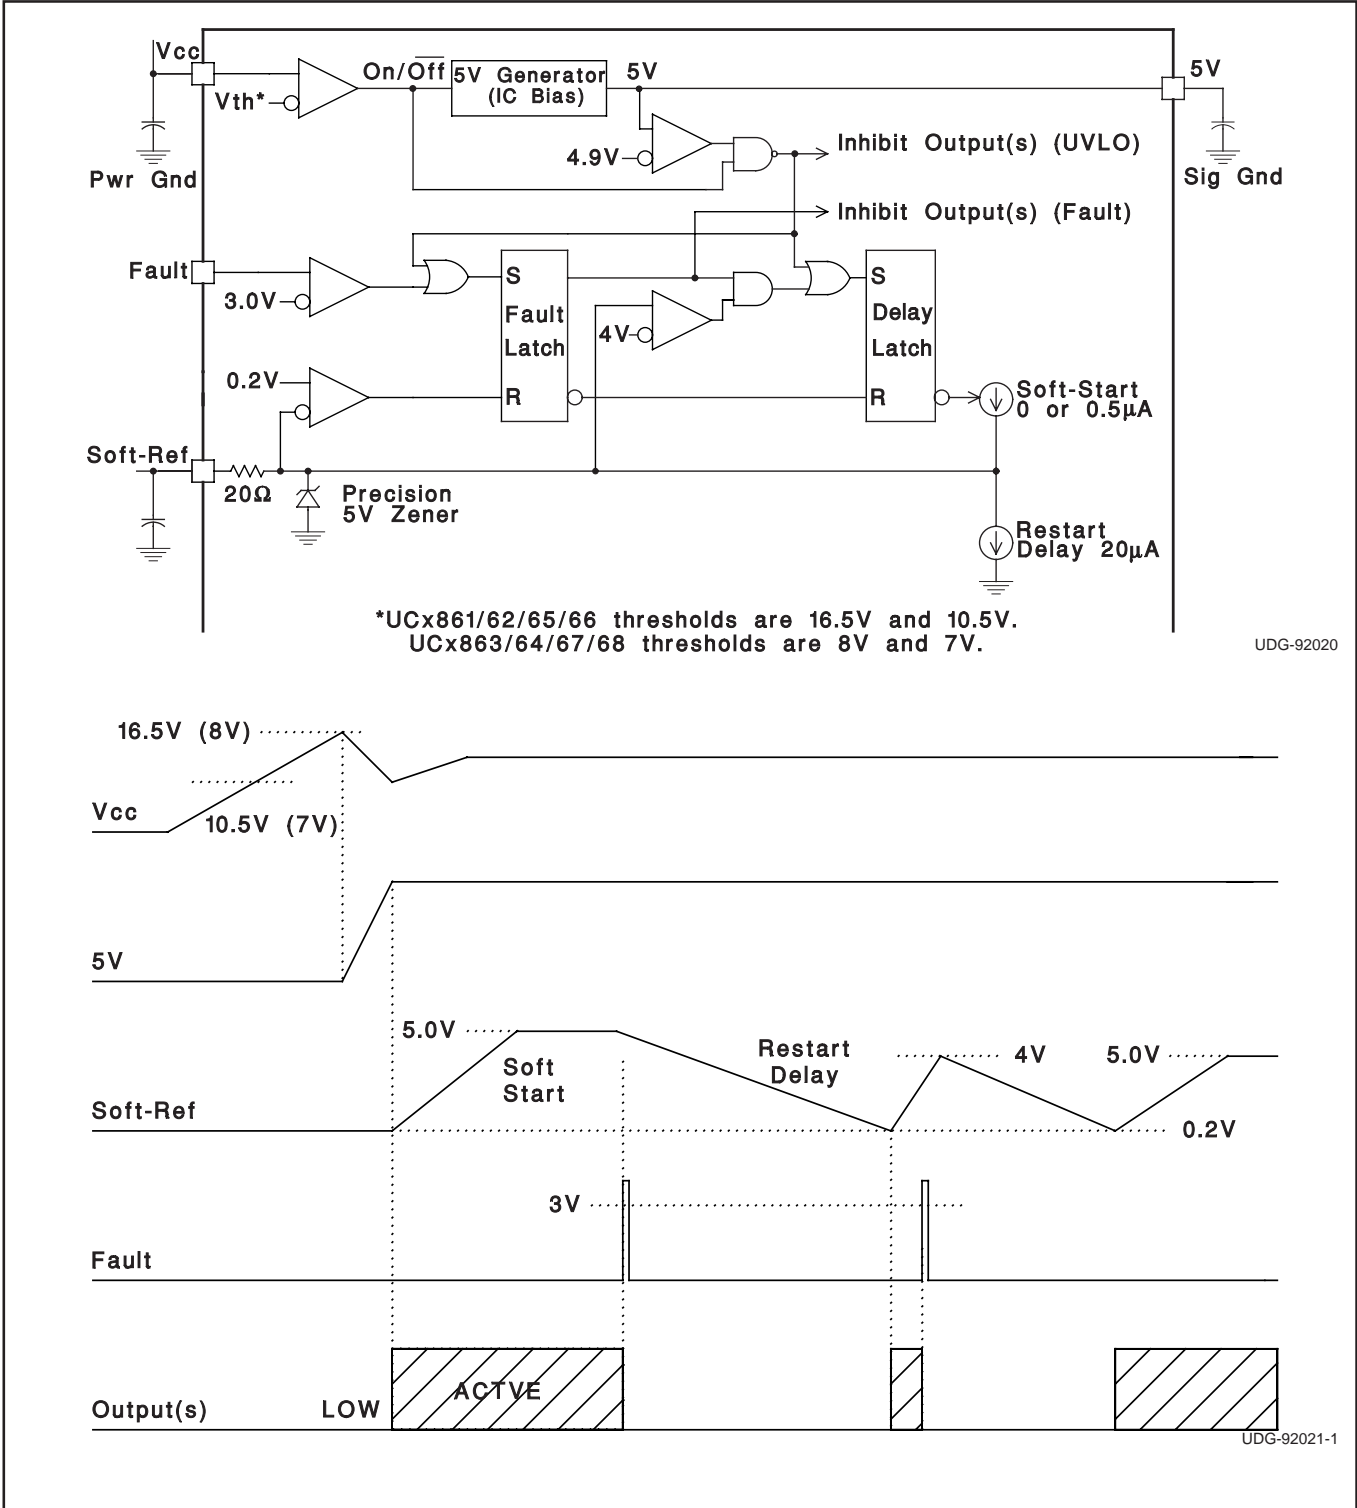 Vcc
On/Off
5V Generator
(IC Bias)
5V
5V
Vth*
4.9V
Inhibit Output(s) (UVLO)
Pwr Gnd
Sig Gnd
Inhibit Output(s) (Fault)
Fault
3.0V
S
Fault
Latch
R
4V
S
Delay
Latch
R
0.2V
Soft-Start
0 or 0.5µA
Soft-Ref
20Ω
Precision
5V Zener
Restart
Delay 20µA
*UCx861/62/65/66 thresholds are 16.5V and 10.5V.
UCx863/64/67/68 thresholds are 8V and 7V.
UDG-92020
16.5V (8V)
Vcc
10.5V (7V)
5V
5.0V
Soft
Start
Restart
Delay
4V
5.0V
Soft-Ref
0.2V
3V
Fault
ACTVE
Output(s)
LOW
UDG-92021-1